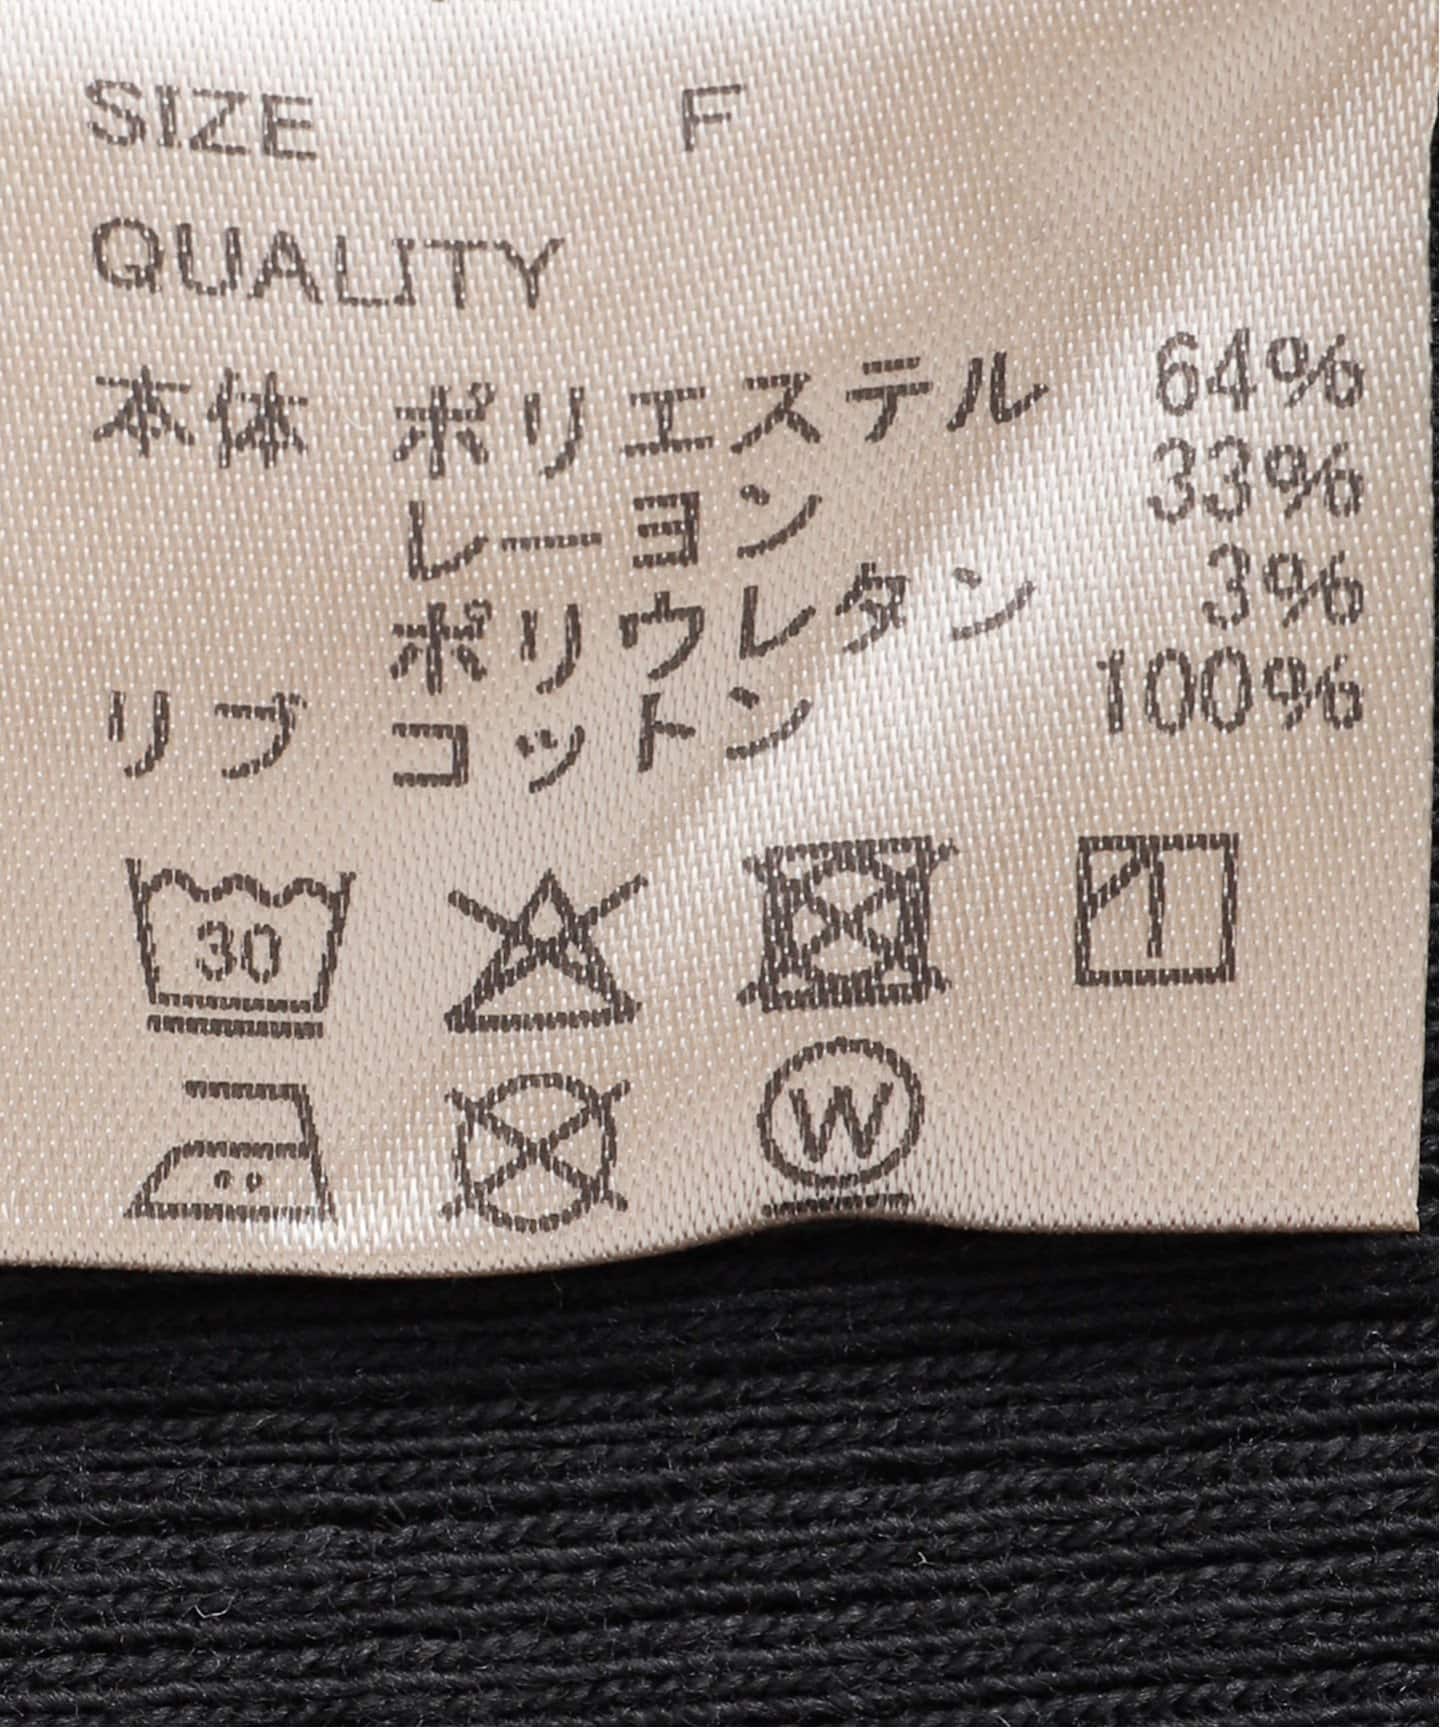 SIZE F
QUALITY
本体 ポリエステル 64%
レーヨン 33%
ポリウレタン 3%
リブ コットン 100%
30
W